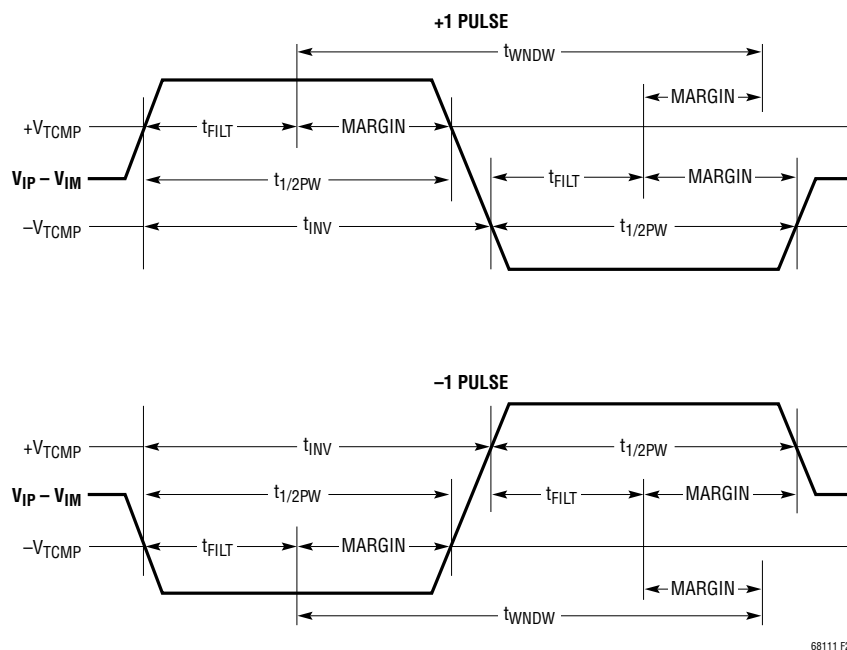 +1 PULSE
tWNDW
MARGIN
+VTCMP
tFILT
MARGIN
VIP – VIM
t1/2PW
tFILT
MARGIN
–VTCMP
tINV
t1/2PW
–1 PULSE
+VTCMP
tINV
t1/2PW
VIP – VIM
t1/2PW
tFILT
MARGIN
–VTCMP
tFILT
MARGIN
MARGIN
tWNDW